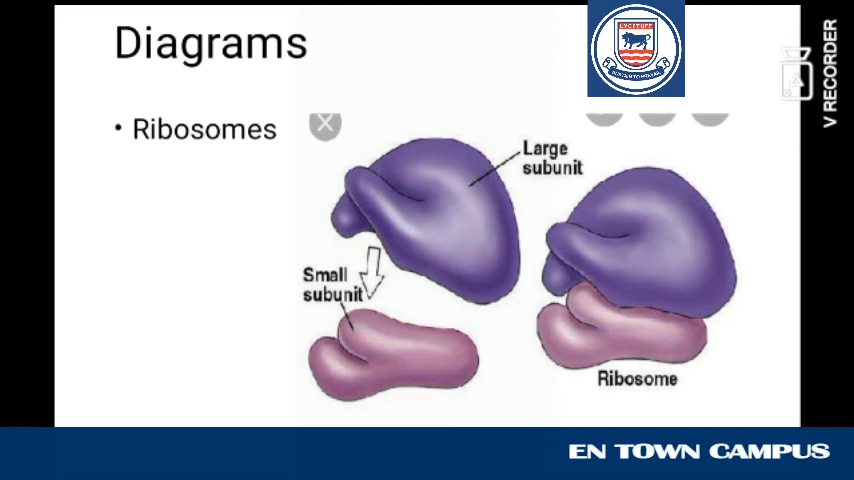 Diagrams
• Ribosomes
Large
subunit
Small
subunit
Ribosome
EN TOWN CAMPUS
V RECORDER